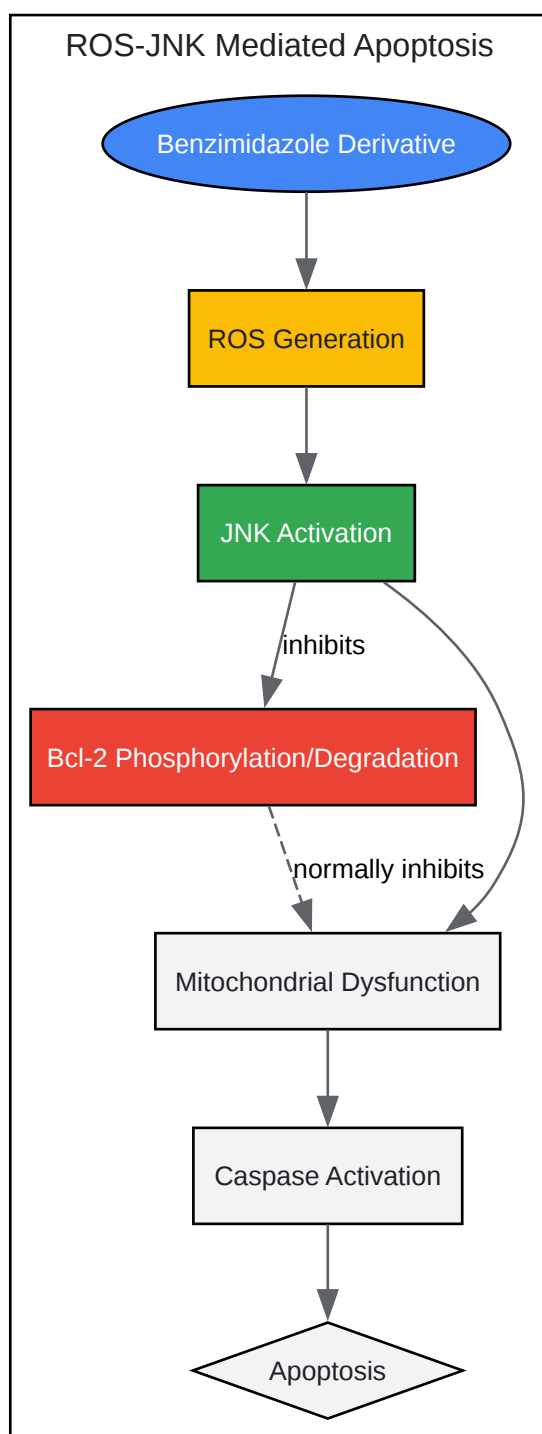 ROS-JNK Mediated Apoptosis
Benzimidazole Derivative
ROS Generation
JNK Activation
inhibits
Bcl-2 Phosphorylation/Degradation
normally inhibits
Mitochondrial Dysfunction
Caspase Activation
Apoptosis